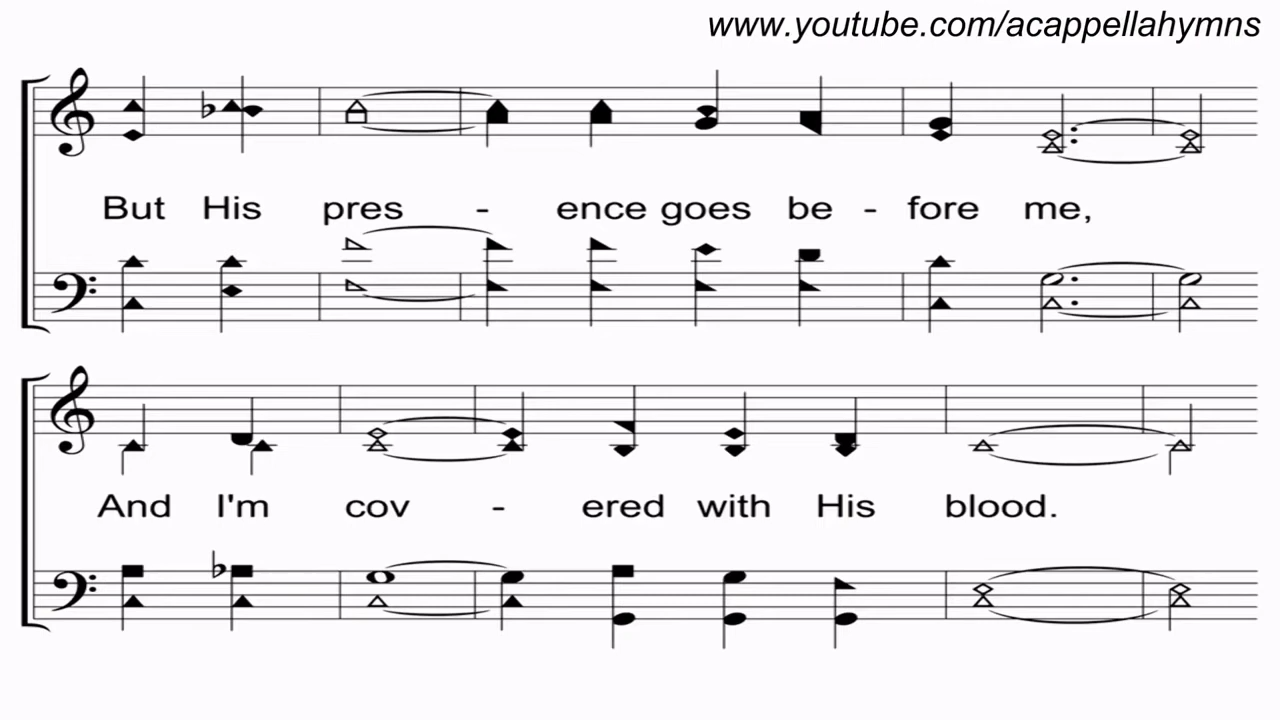 www.youtube.com/acappellahymns
But His pres - ence goes be - fore me,
And I'm cov - ered with His blood.